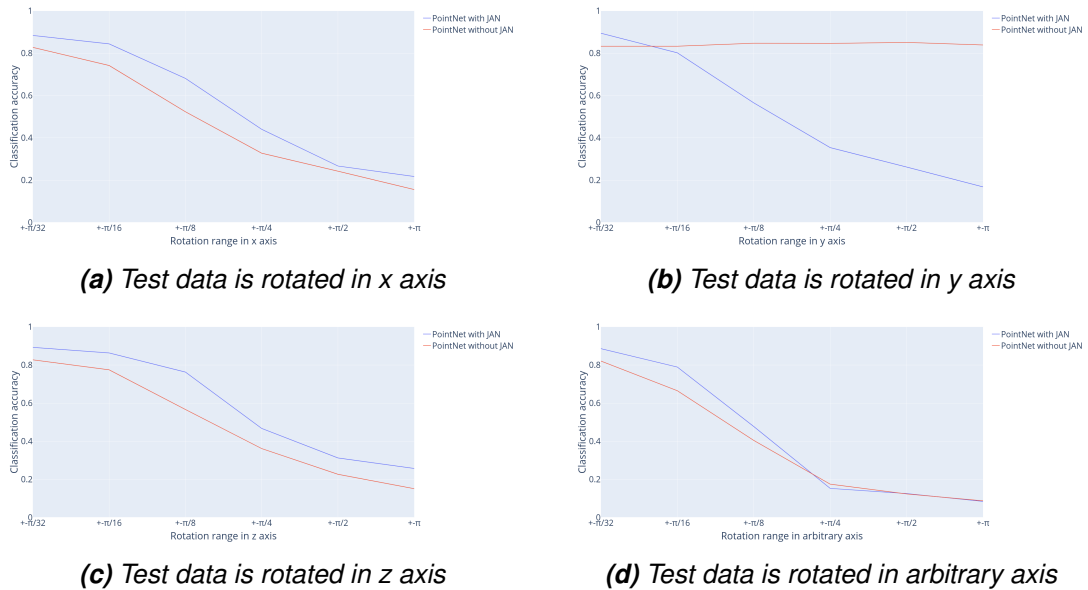 1
0.8
0.6
0.4
0.2
0
Classification accuracy
+-π/32
+-π/16
+-π/8
+-π/4
+-π/2
+-π
Rotation range in x axis
PointNet with JAN
PointNet without JAN
(a) Test data is rotated in x axis
1
0.8
0.6
0.4
0.2
0
Classification accuracy
+-π/32
+-π/16
+-π/8
+-π/4
+-π/2
+-π
Rotation range in y axis
PointNet with JAN
PointNet without JAN
(b) Test data is rotated in y axis
1
0.8
0.6
0.4
0.2
0
Classification accuracy
+-π/32
+-π/16
+-π/8
+-π/4
+-π/2
+-π
Rotation range in z axis
PointNet with JAN
PointNet without JAN
(c) Test data is rotated in z axis
1
0.8
0.6
0.4
0.2
0
Classification accuracy
+-π/32
+-π/16
+-π/8
+-π/4
+-π/2
+-π
Rotation range in arbitrary axis
PointNet with JAN
PointNet without JAN
(d) Test data is rotated in arbitrary axis